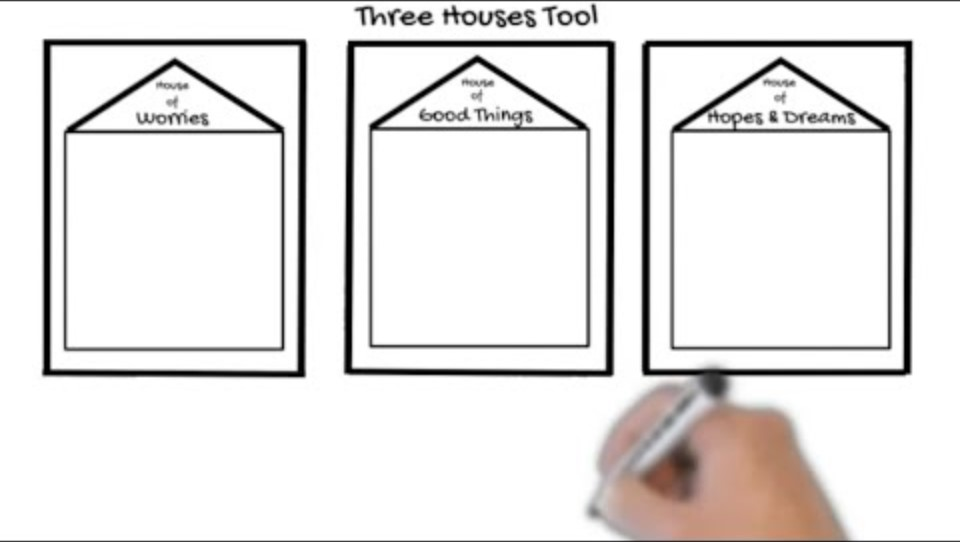 Three Houses Tool
House
of
Worries
House
of
Good Things
House
of
Hopes & Dreams